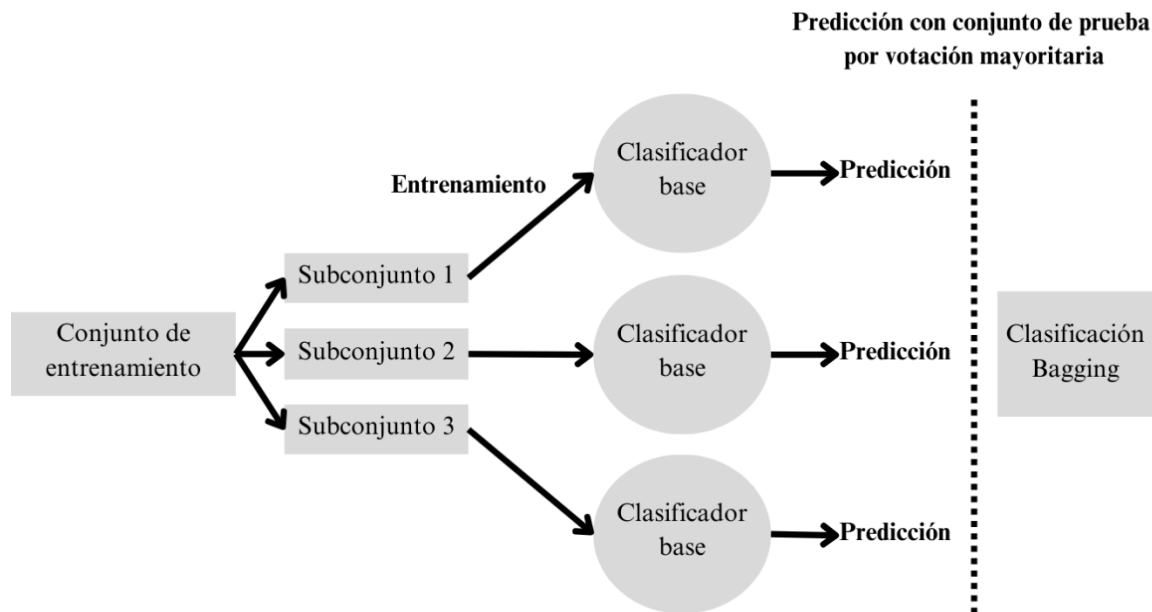 Predicción con conjunto de prueba
por votación mayoritaria
Clasificador
base
Predicción
Entrenamiento
Subconjunto 1
Conjunto de
entrenamiento
Subconjunto 2
Clasificador
base
Predicción
Clasificación
Bagging
Subconjunto 3
Clasificador
base
Predicción